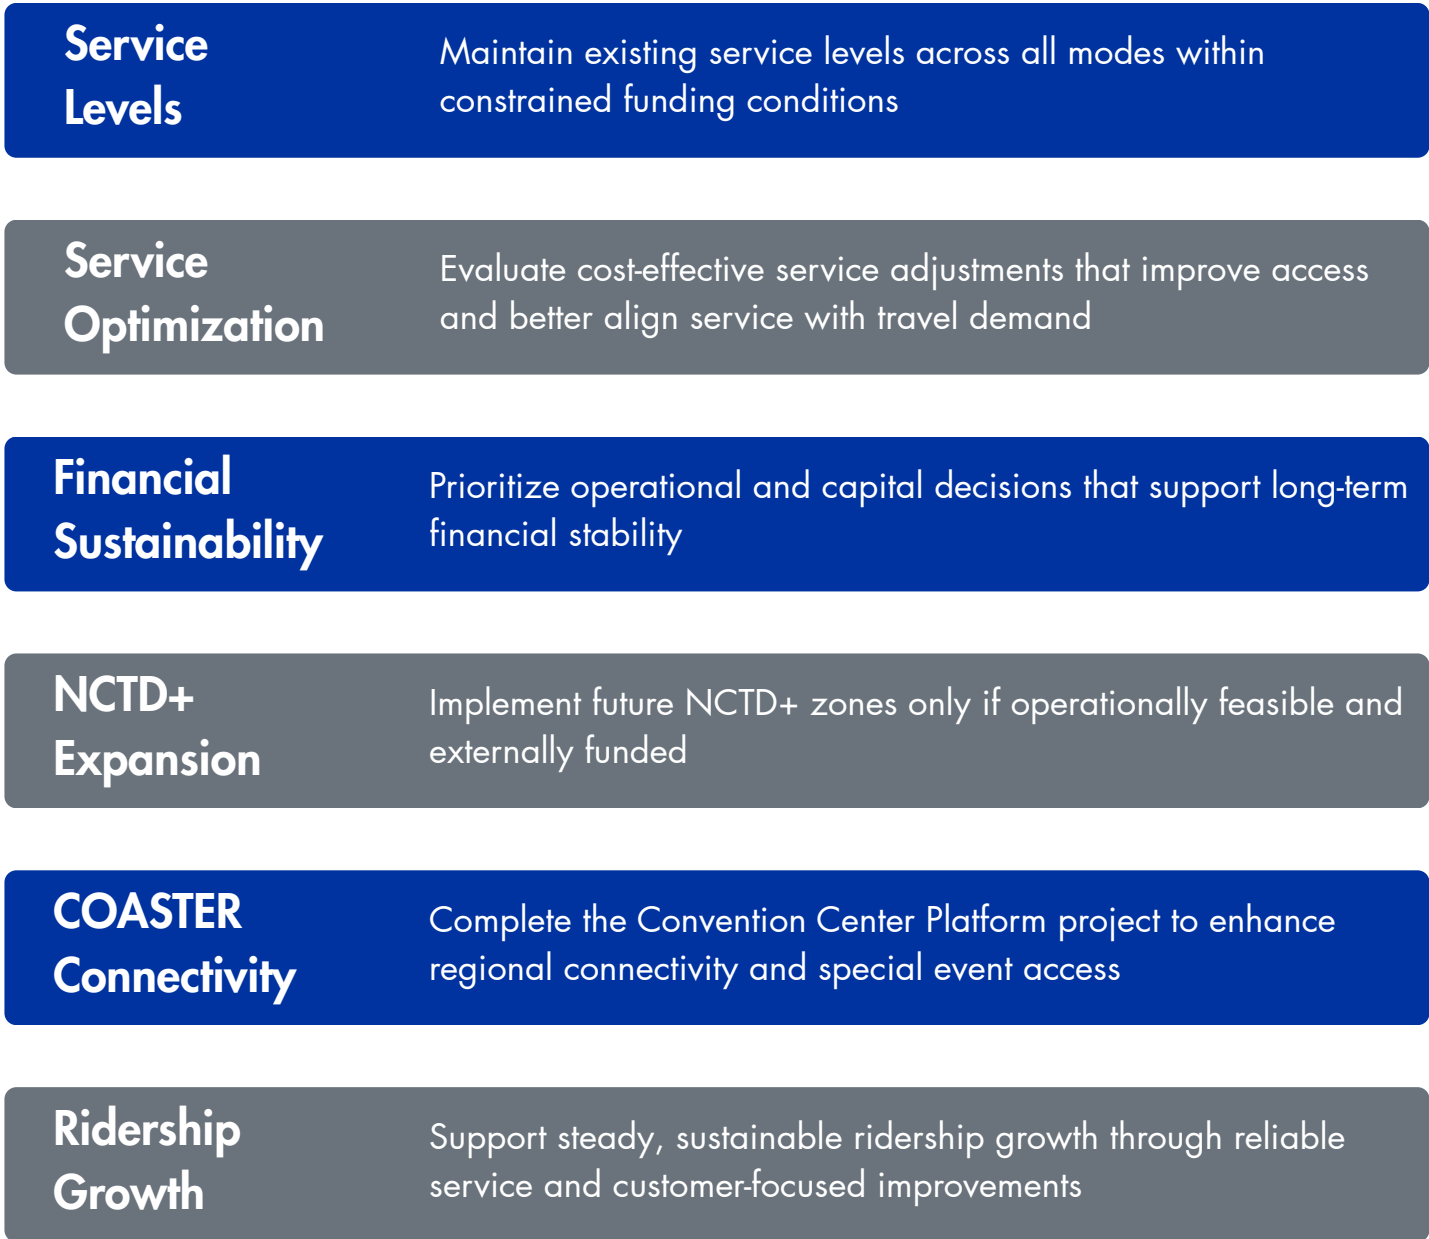 Service
Levels
Maintain existing service levels across all modes within
constrained funding conditions
Service
Optimization
Evaluate cost-effective service adjustments that improve access
and better align service with travel demand
Financial
Sustainability
Prioritize operational and capital decisions that support long-term
financial stability
NCTD+
Expansion
Implement future NCTD+ zones only if operationally feasible and
externally funded
COASTER
Connectivity
Complete the Convention Center Platform project to enhance
regional connectivity and special event access
Ridership
Growth
Support steady, sustainable ridership growth through reliable
service and customer-focused improvements